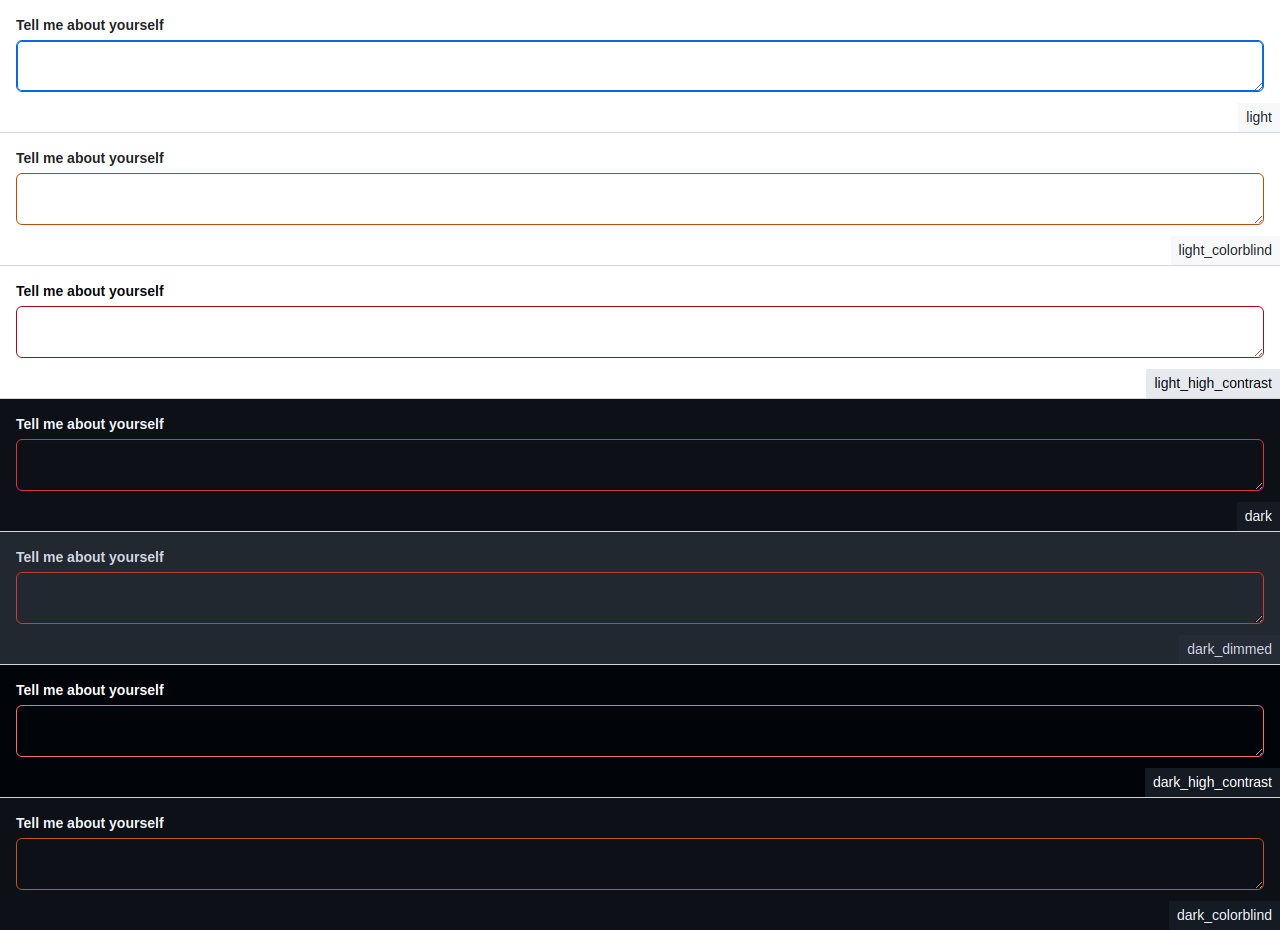 Tell me about yourself
light
Tell me about yourself
light_colorblind
Tell me about yourself
light_high_contrast
Tell me about yourself
dark
Tell me about yourself
dark_dimmed
Tell me about yourself
dark_high_contrast
Tell me about yourself
dark_colorblind